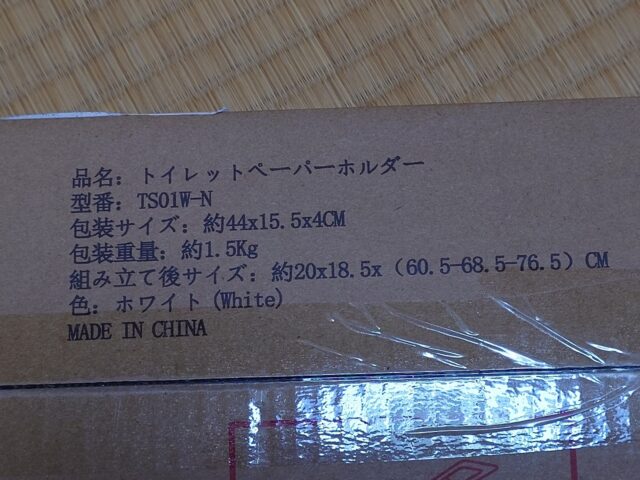 品名: トイレットペーパーホルダー
型番: TS01W-N
包装サイズ: 約44x15.5x4CM
包装重量: 約1.5Kg
組み立て後サイズ: 約20x18.5x（60.5-68.5-76.5）CM
色: ホワイト(White)
MADE IN CHINA